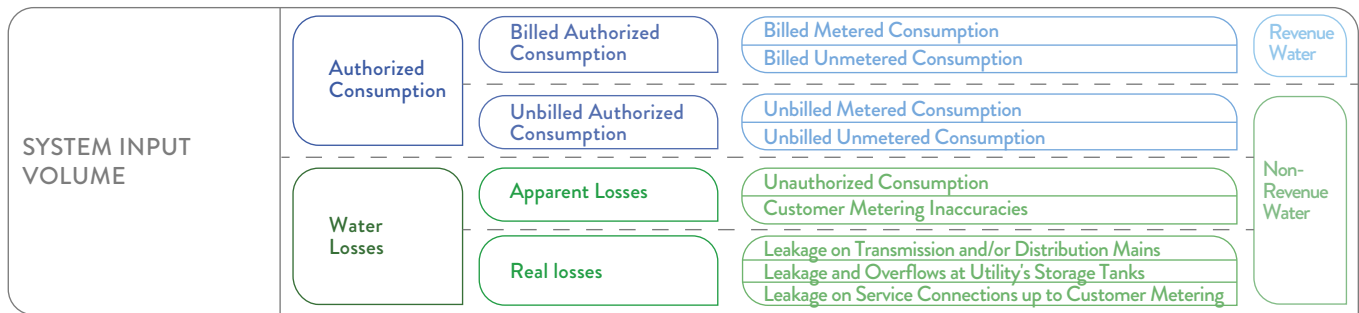 SYSTEM INPUT
VOLUME
Authorized
Consumption
Billed Authorized
Consumption
Billed Metered Consumption
Billed Unmetered Consumption
Revenue
Water
Unbilled Authorized
Consumption
Unbilled Metered Consumption
Unbilled Unmetered Consumption
Water
Losses
Apparent Losses
Unauthorized Consumption
Customer Metering Inaccuracies
Real losses
Leakage on Transmission and/or Distribution Mains
Leakage and Overflows at Utility's Storage Tanks
Leakage on Service Connections up to Customer Metering
Non-
Revenue
Water